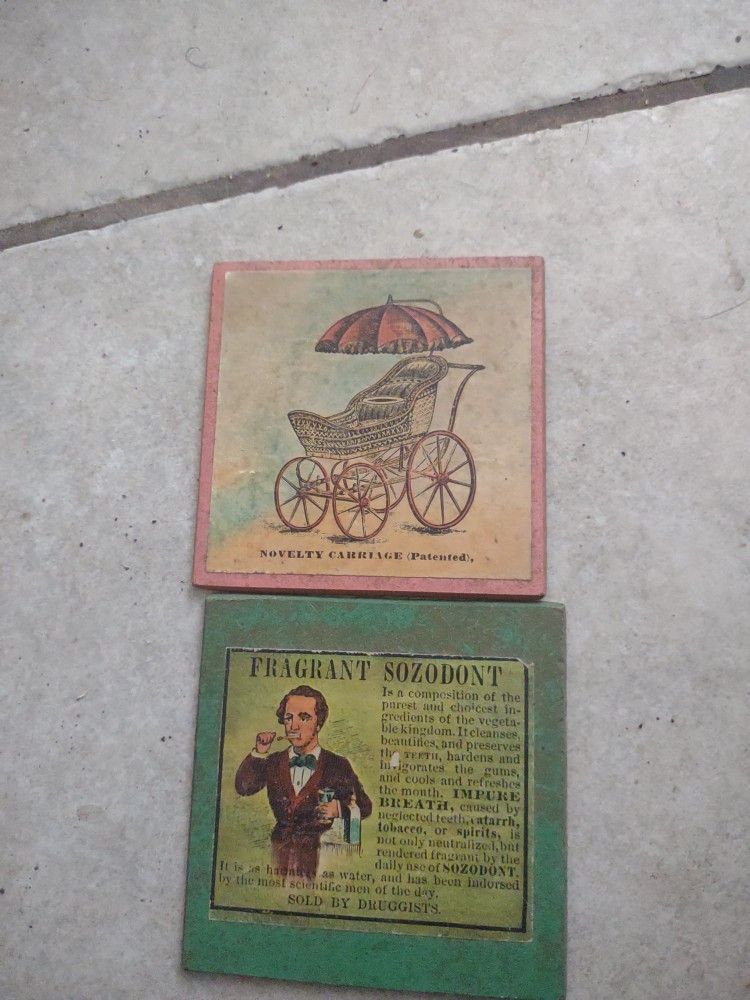 NOVELTY CARRIAGE (Patented),
FRAGRANT SOZODONT
Is a composition of the
purest and choicest in-
gredients of the vegeta-
ble kingdom. It cleanses,
beautifies, and preserves
the TEETH, hardens and
invigorates the gums,
and cools and refreshes
the mouth. IMPURE
BREATH, caused by
neglected teeth, catarrh,
tobacco, or spirits, is
not only neutralized, but
rendered fragrant by the
daily use of SOZODONT.
It is as harmless as water, and has been indorsed
by the most scientific men of the day.
SOLD BY DRUGGISTS.